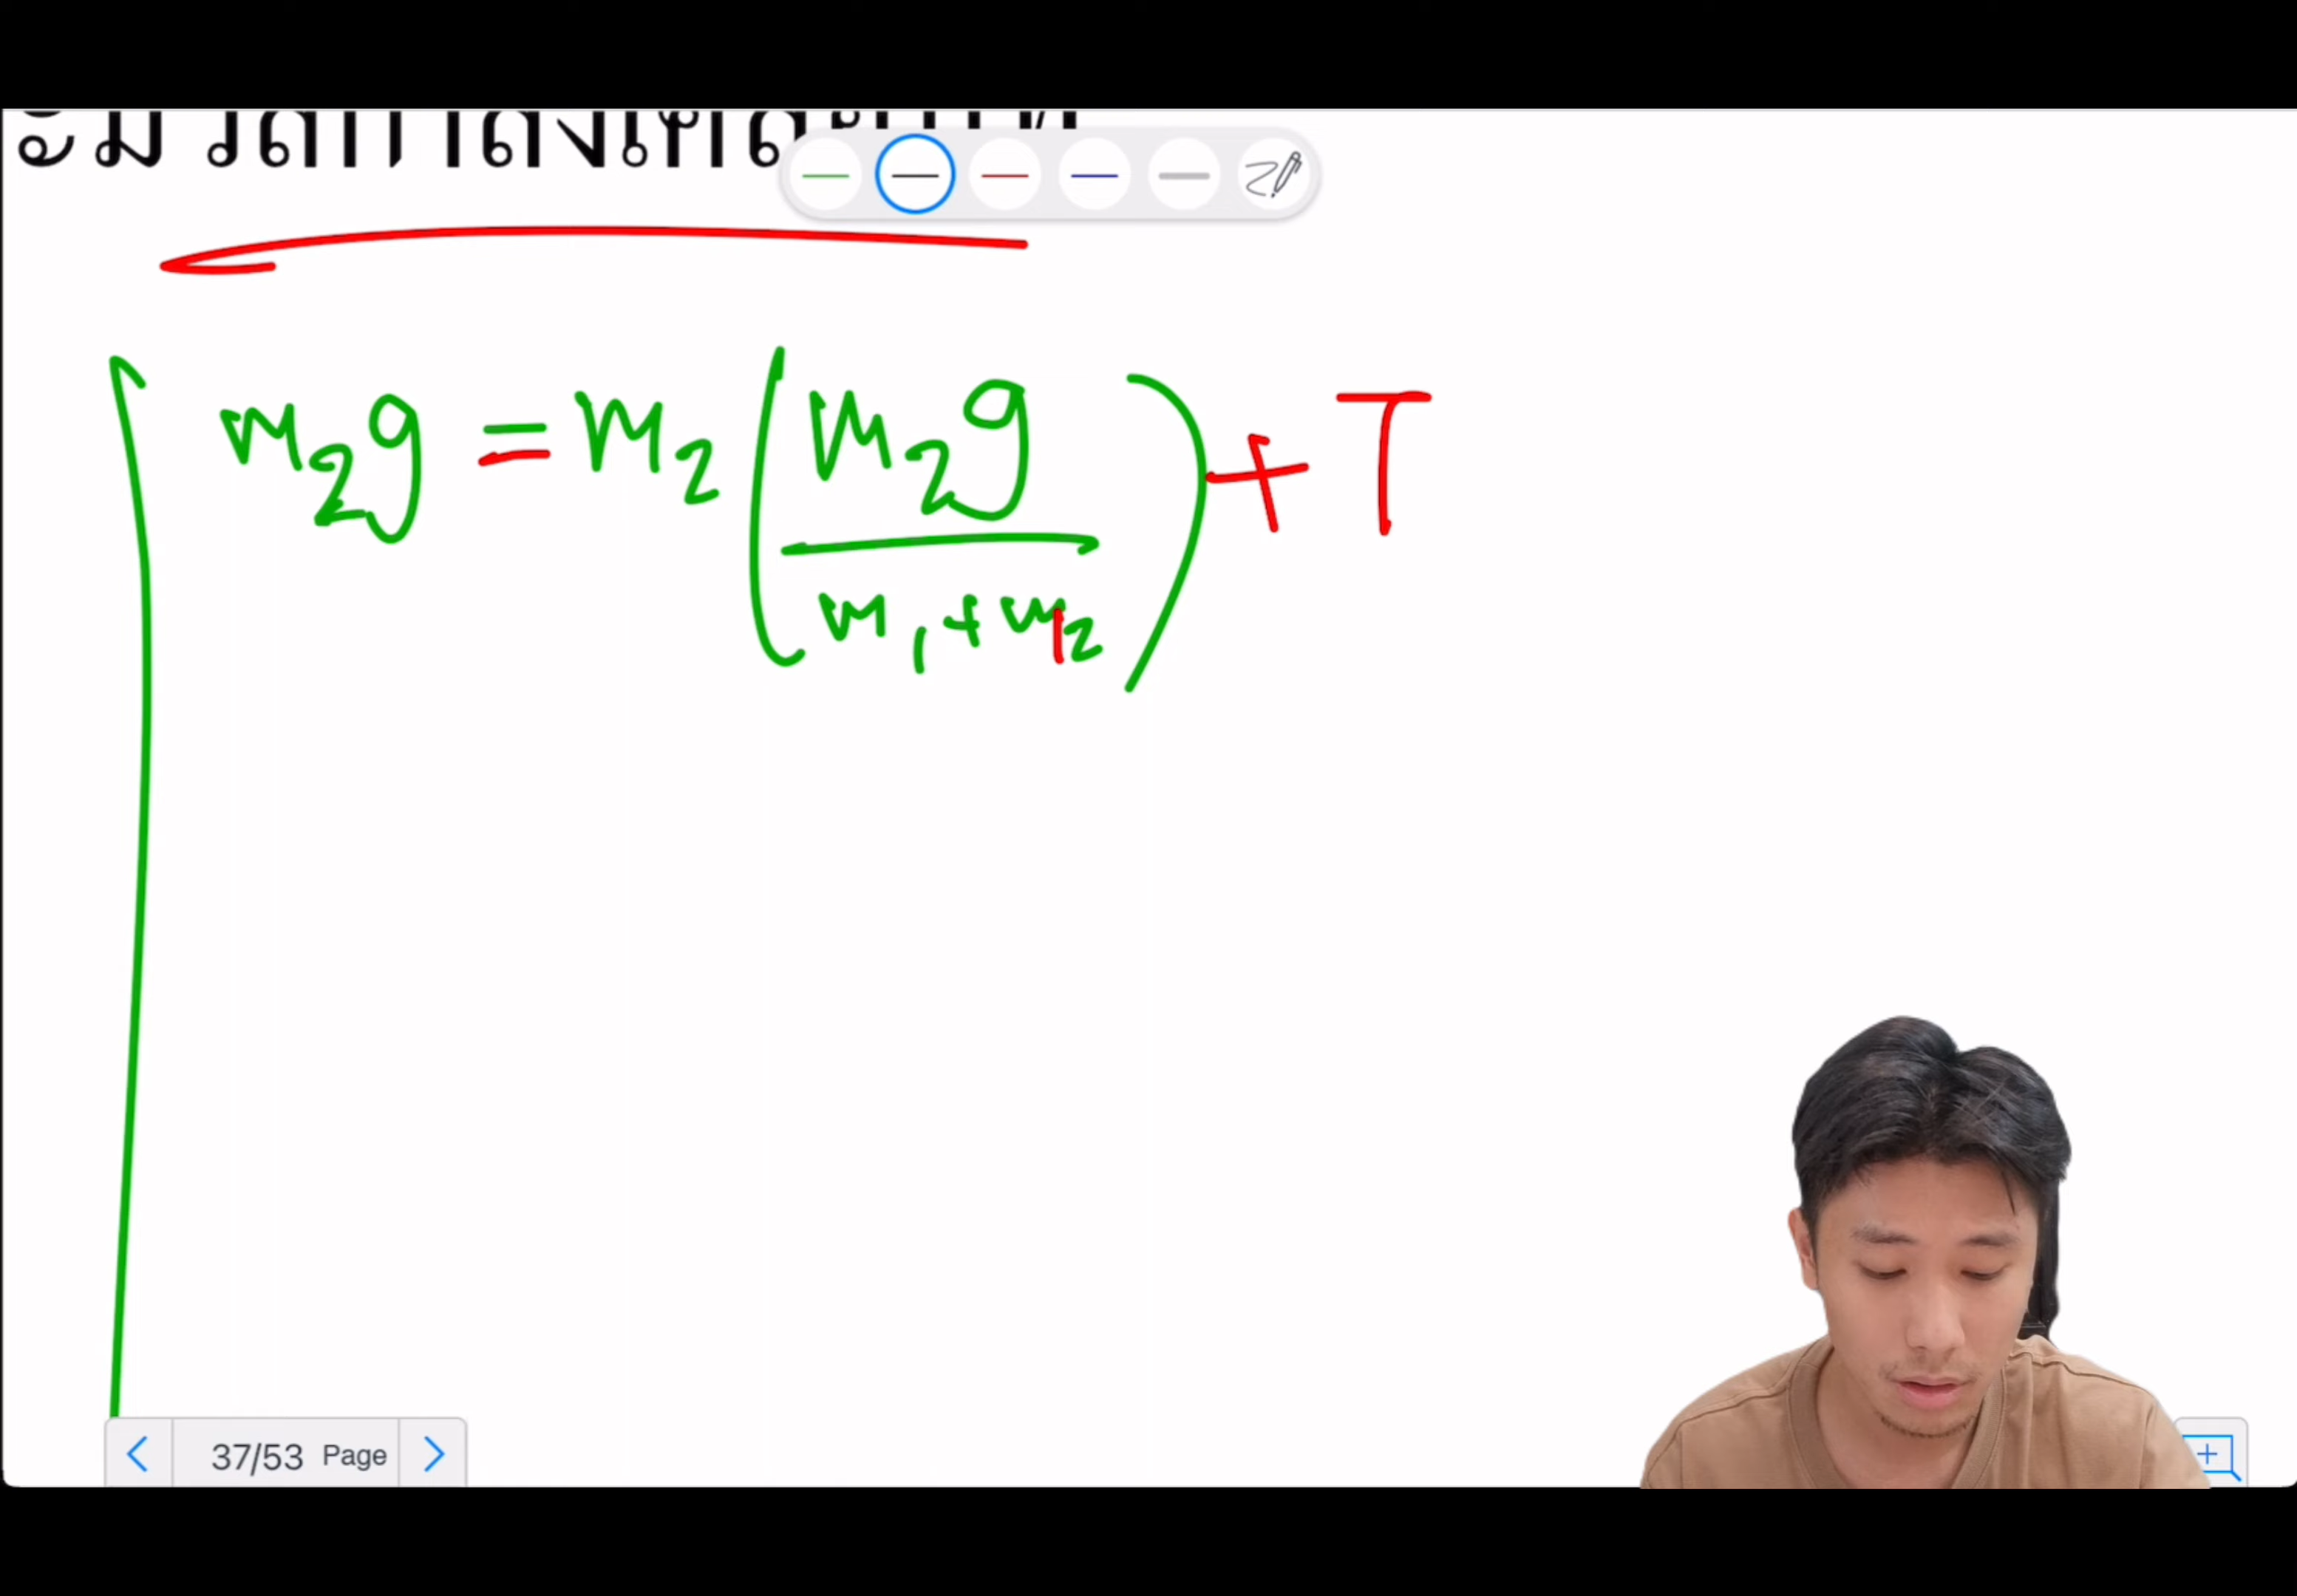 m₂g = m₂(m₂g / m₁+m₂) + T
37/53 Page